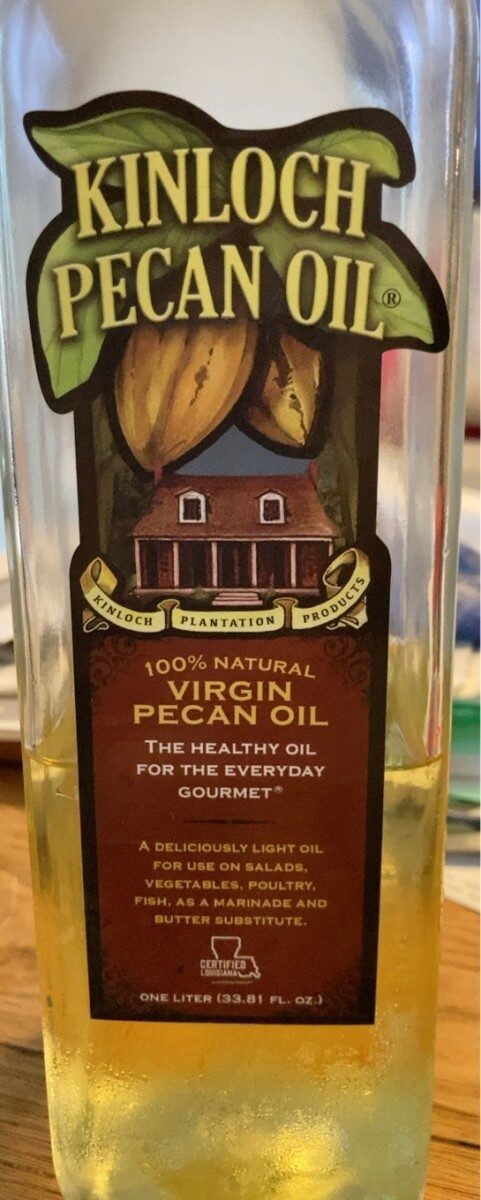 KINLOCH
PECAN OIL®
KINLOCH PLANTATION PRODUCTS
100% NATURAL
VIRGIN
PECAN OIL
THE HEALTHY OIL
FOR THE EVERYDAY
GOURMET®
A DELICIOUSLY LIGHT OIL
FOR USE ON SALADS,
VEGETABLES, POULTRY,
FISH, AS A MARINADE AND
BUTTER SUBSTITUTE.
CERTIFIED
LOUISIANA
ONE LITER (33.81 FL. OZ.)